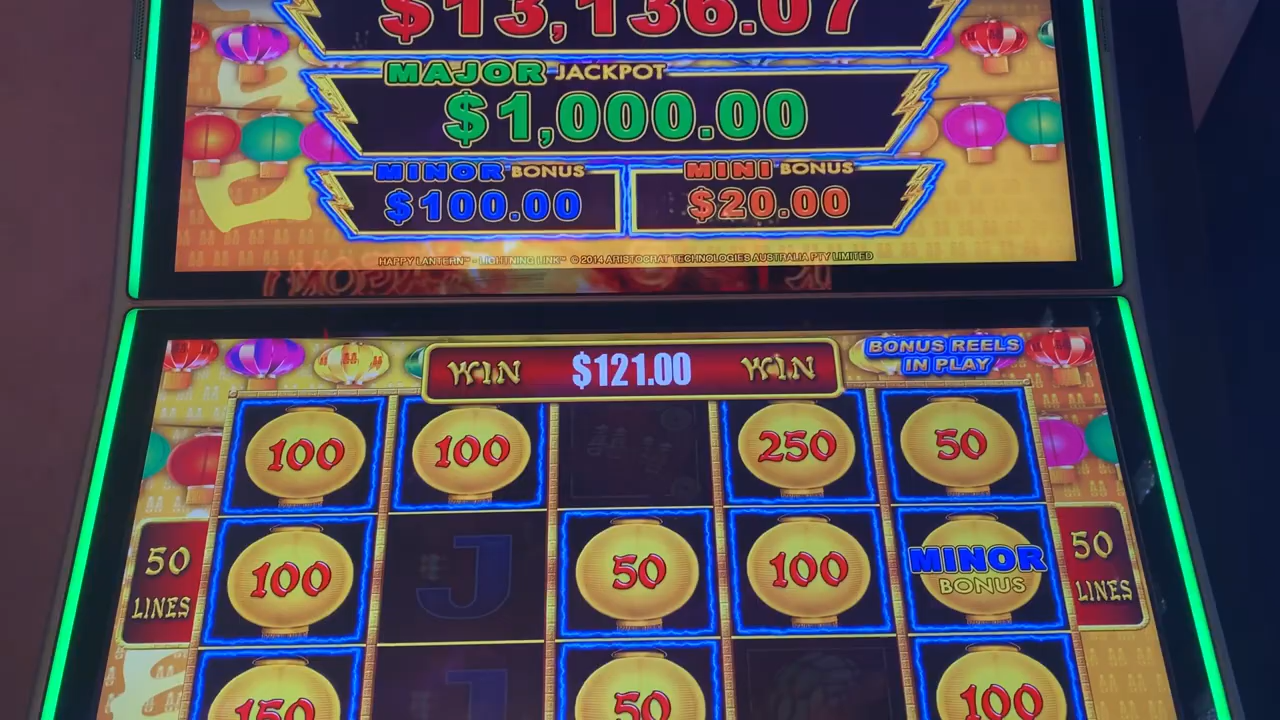 $13,136.07
MAJOR JACKPOT
$1,000.00
MINOR BONUS
$100.00
MINI BONUS
$20.00
HAPPY LANTERN™ - LIGHTNING LINK™ © 2014 ARISTOCRAT TECHNOLOGIES AUSTRALIA PTY LIMITED
WIN $121.00 WIN
BONUS REELS
IN PLAY
100 100 250 50
50
LINES
100 J 50 100 MINOR
BONUS
50
LINES
150 J 50 100